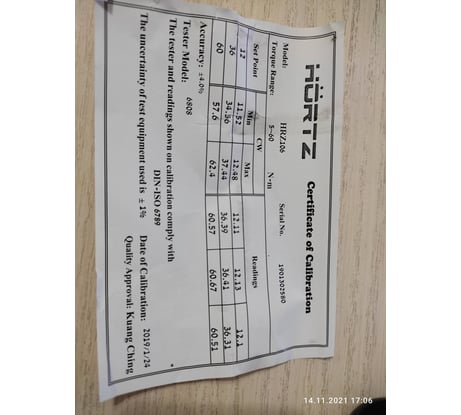 HÜRTZ Certificate of Calibration
Model: HRZ106 Serial No. 1901302580
Torque Range: 5-60 N·m
Set Point CW Readings
Min Max
12 11.52 12.48 12.11 12.13 12.1
36 34.56 37.44 36.39 36.41 36.31
60 57.6 62.4 60.57 60.67 60.51
Accuracy: ±4.0%
Tester Model: 6808
The tester and readings shown on calibration comply with
DIN-ISO 6789
The uncertainty of test equipment used is ± 1%
Date of Calibration: 2019/1/24
Quality Approval: Kuang Ching
14.11.2021 17:06